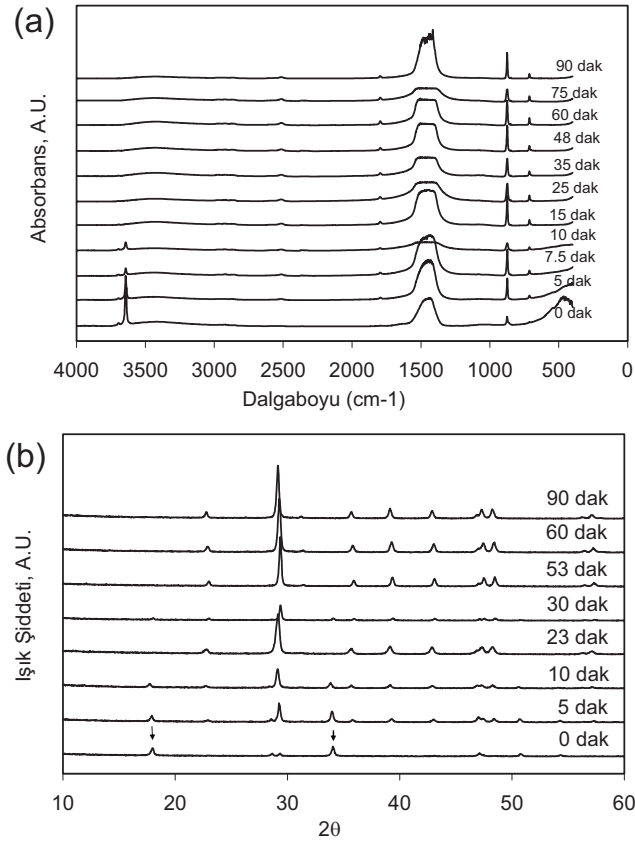 (a)
Absorbans, A.U.
90 dak
75 dak
60 dak
48 dak
35 dak
25 dak
15 dak
10 dak
7.5 dak
5 dak
0 dak
4000 3500 3000 2500 2000 1500 1000 500 0
Dalgaboyu (cm-1)
(b)
Işık Şiddeti, A.U.
90 dak
60 dak
53 dak
30 dak
23 dak
10 dak
5 dak
0 dak
10 20 30 40 50 60
2θ